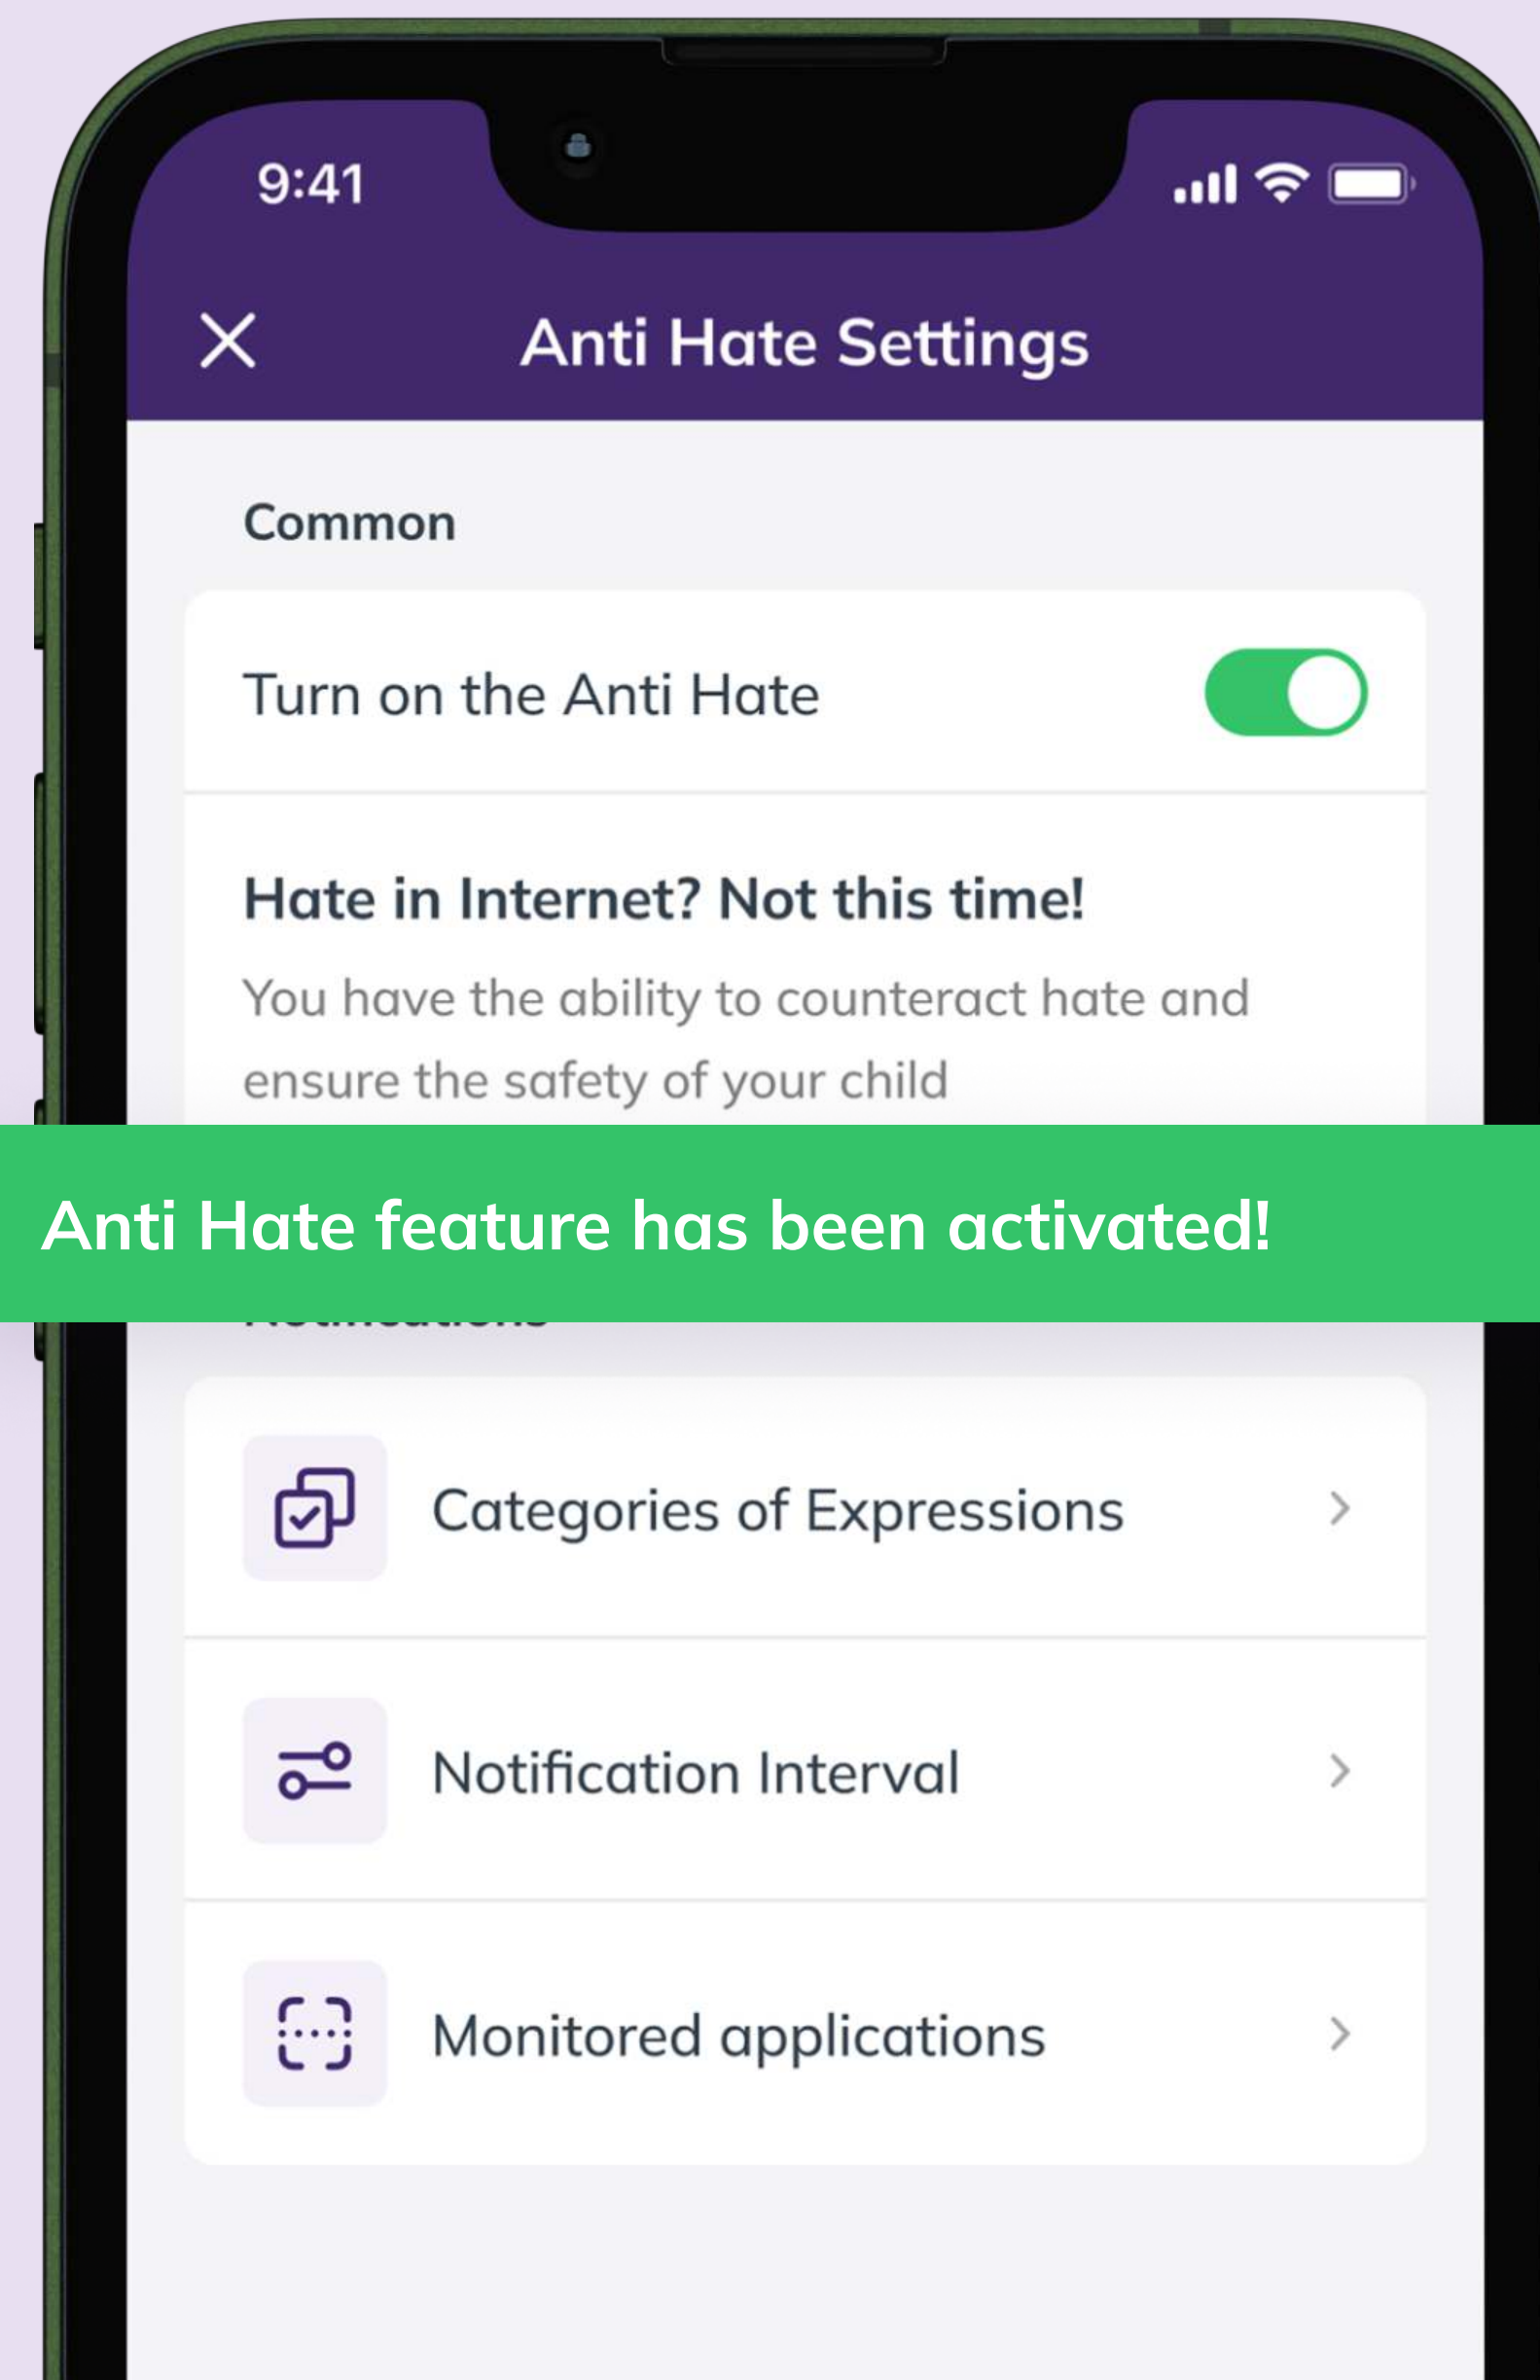 9:41
Anti Hate Settings
Common
Turn on the Anti Hate
Hate in Internet? Not this time!
You have the ability to counteract hate and
ensure the safety of your child
Anti Hate feature has been activated!
Categories of Expressions
Notification Interval
Monitored applications